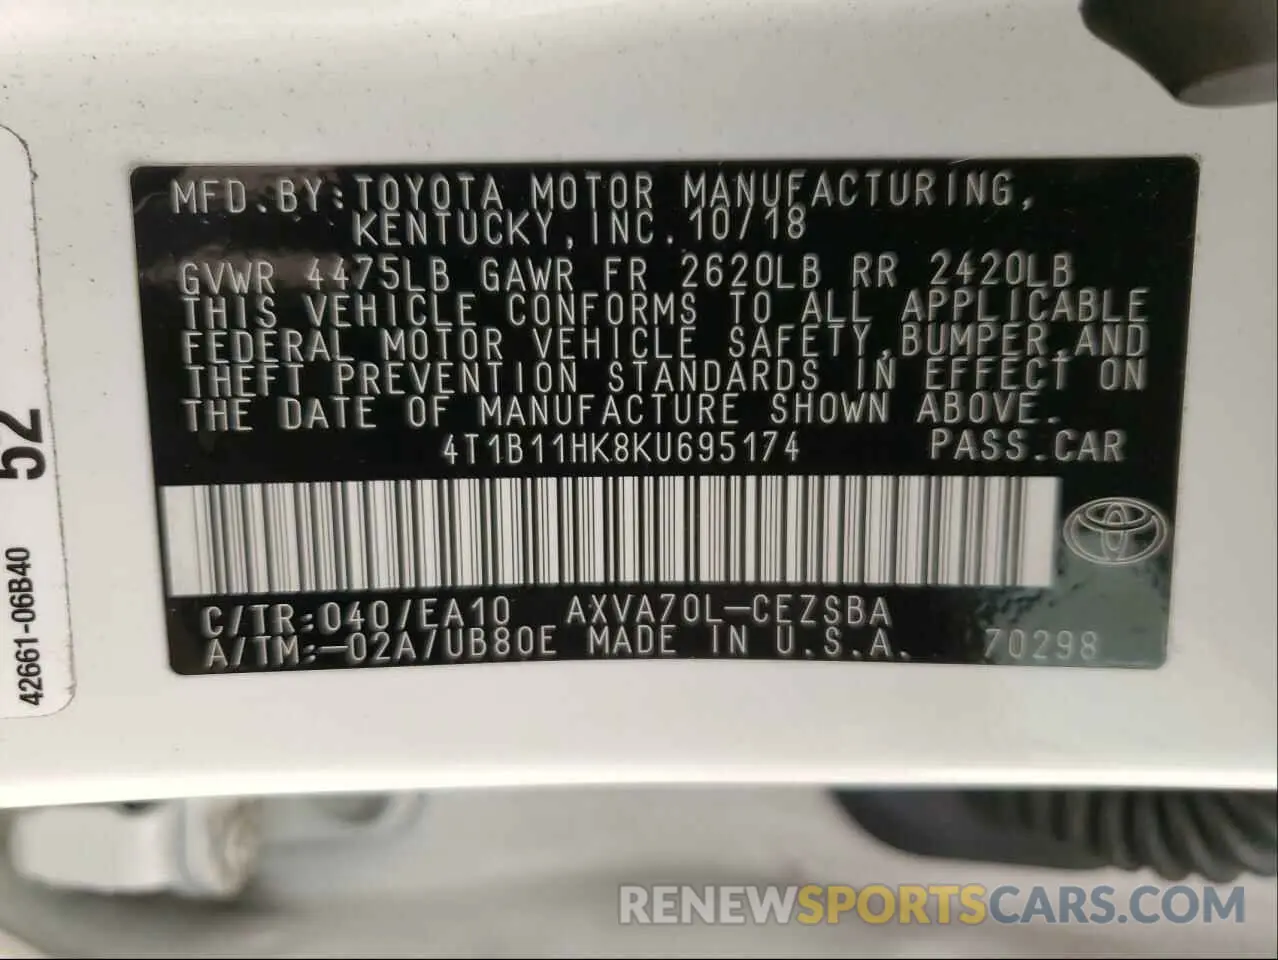 MFD.BY:TOYOTA MOTOR MANUFACTURING,
KENTUCKY,INC.10/18
GVWR 4475LB GAWR FR 2620LB RR 2420LB
THIS VEHICLE CONFORMS TO ALL APPLICABLE
FEDERAL MOTOR VEHICLE SAFETY,BUMPER,AND
THEFT PREVENTION STANDARDS IN EFFECT ON
THE DATE OF MANUFACTURE SHOWN ABOVE.
4T1B11HK8KU695174 PASS.CAR
C/TR:040/EA10 AXVA70L-CEZSBA
A/TM:-02A/UB80E MADE IN U.S.A. 70298
52
42661-06B40
RENEWSPORTSCARS.COM